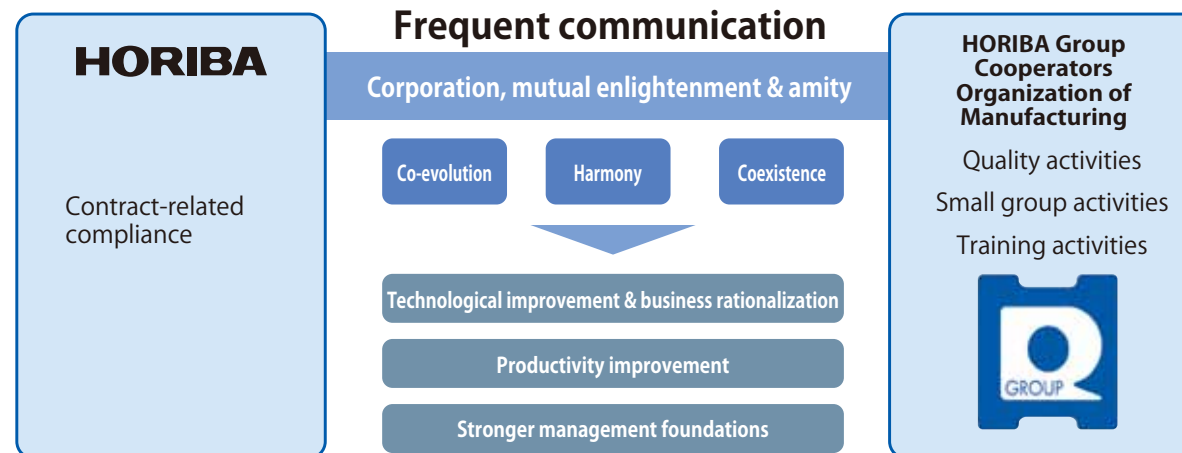 HORIBA
Contract-related
compliance
Frequent communication
Corporation, mutual enlightenment & amity
Co-evolution
Harmony
Coexistence
Technological improvement & business rationalization
Productivity improvement
Stronger management foundations
HORIBA Group
Cooperators
Organization of
Manufacturing
Quality activities
Small group activities
Training activities
GROUP